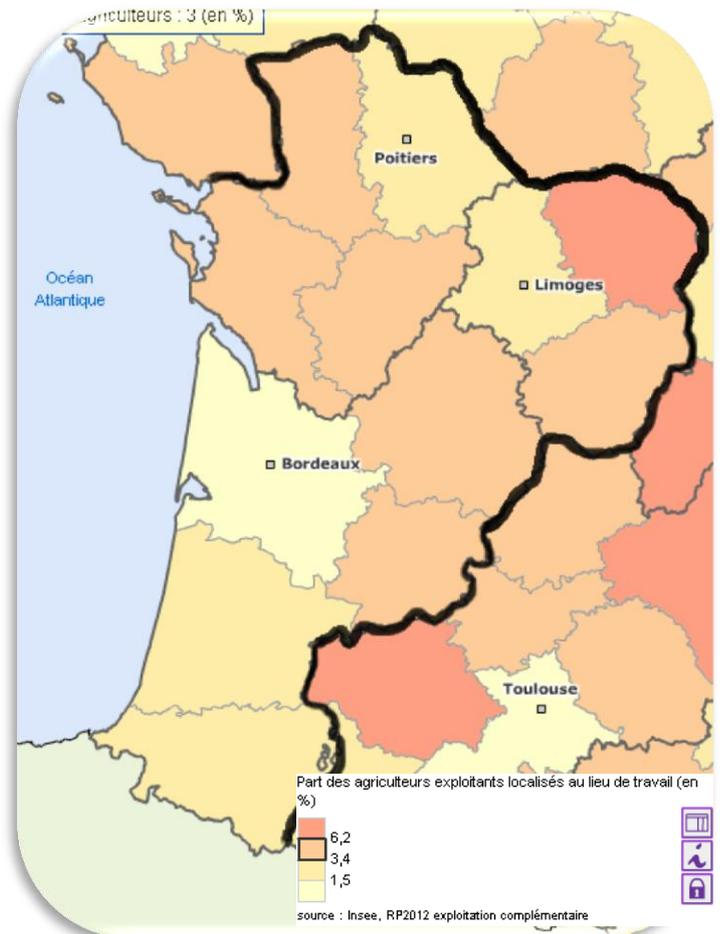 agriculteurs : 3 (en %)
Poitiers
Océan
Atlantique
Limoges
Bordeaux
Toulouse
Part des agriculteurs exploitants localisés au lieu de travail (en
%)
6,2
3,4
1,5
source : Insee, RP2012 exploitation complémentaire